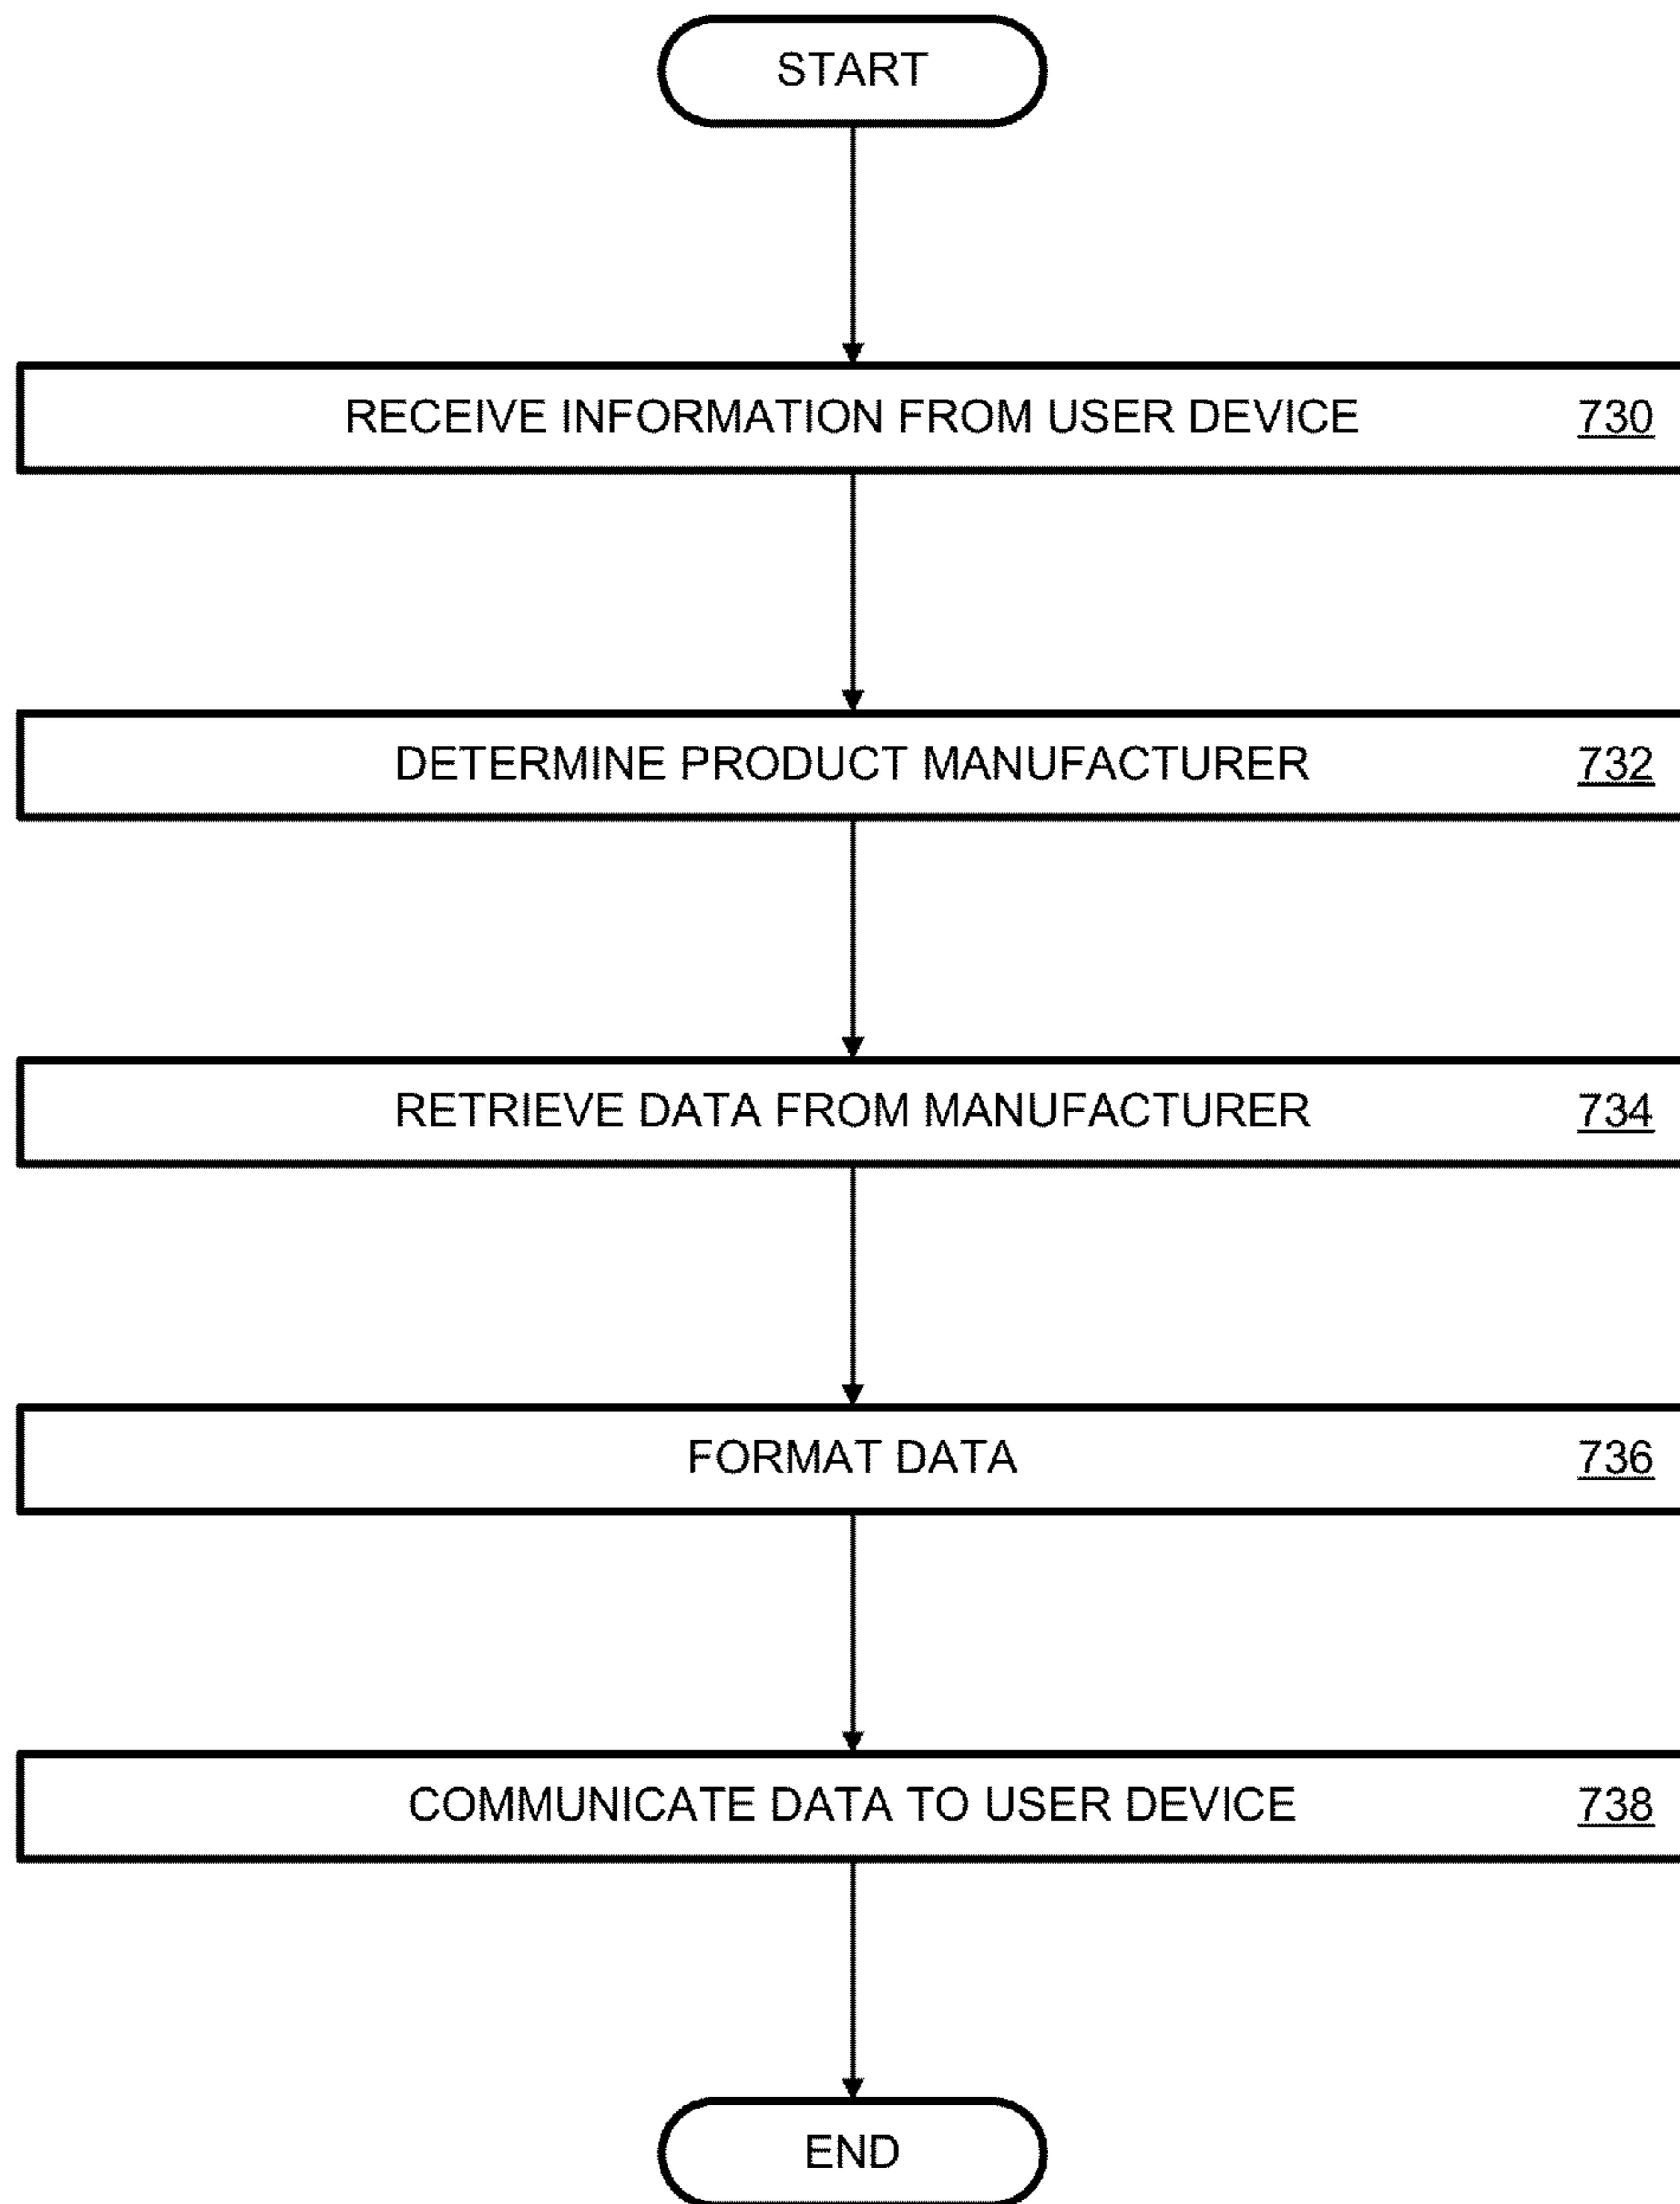 START
RECEIVE INFORMATION FROM USER DEVICE 730
DETERMINE PRODUCT MANUFACTURER 732
RETRIEVE DATA FROM MANUFACTURER 734
FORMAT DATA 736
COMMUNICATE DATA TO USER DEVICE 738
END